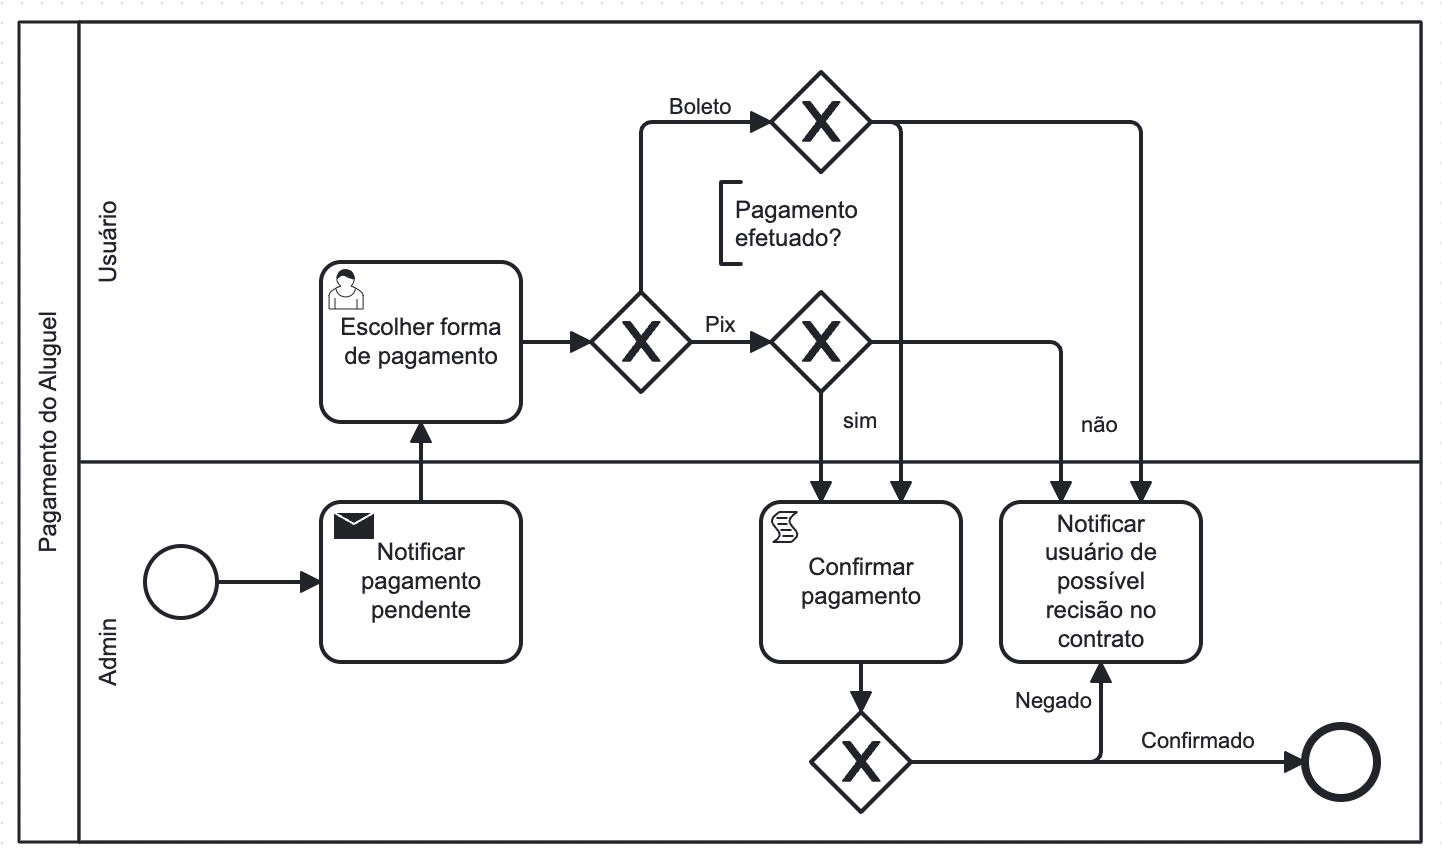 Pagamento do Aluguel
Usuário
Boleto
Pagamento
efetuado?
Escolher forma
de pagamento
Pix
sim
não
Admin
Notificar
pagamento
pendente
Confirmar
pagamento
Notificar
usuário de
possível
recisão no
contrato
Negado
Confirmado